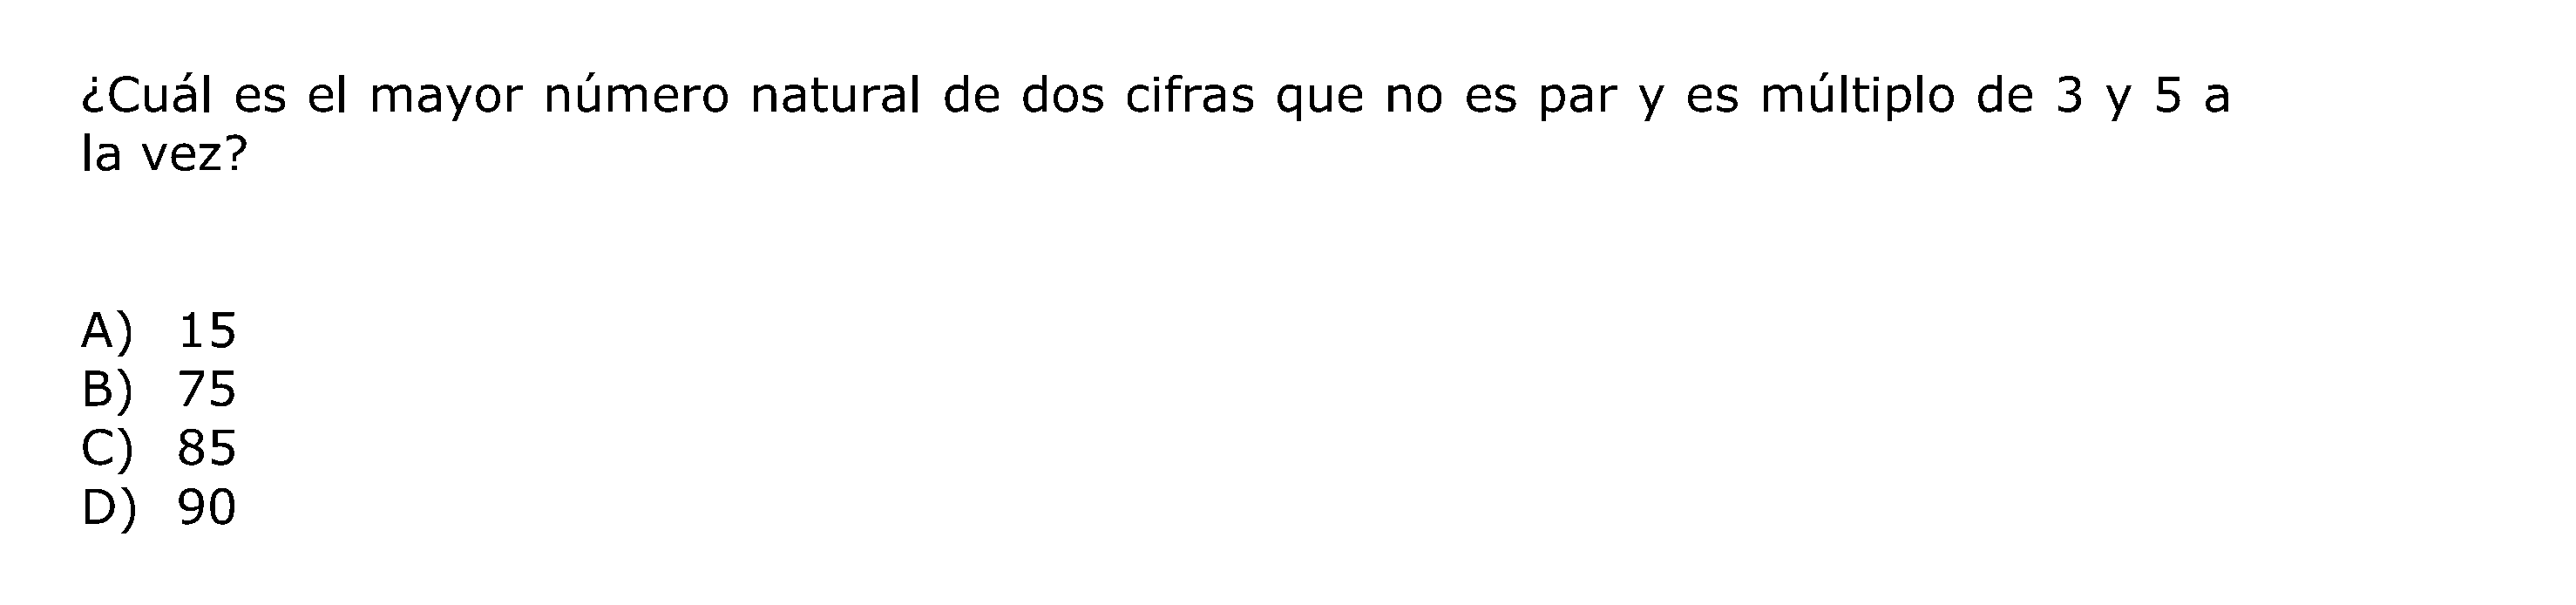 ¿Cuál es el mayor número natural de dos cifras que no es par y es múltiplo de 3 y 5 a
la vez?
A) 15
B) 75
C) 85
D) 90